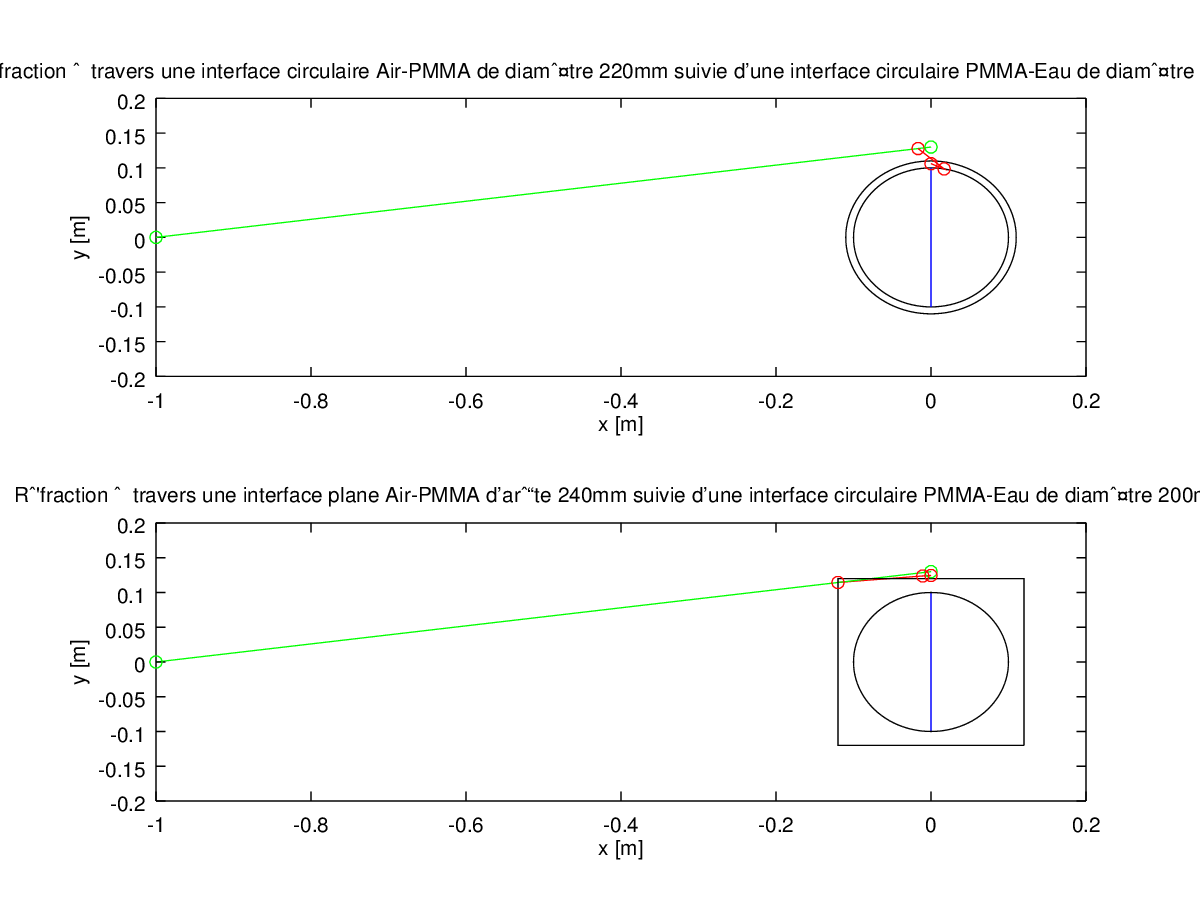 fraction ˆ  travers une interface circulaire Air-PMMA de diamˆ¤tre 220mm suivie d'une interface circulaire PMMA-Eau de diamˆ¤tre
0.2
0.15
0.1
0.05
0
-0.05
-0.1
-0.15
-0.2
y [m]
-1 -0.8 -0.6 -0.4 -0.2 0 0.2
x [m]
Rˆ'fraction ˆ  travers une interface plane Air-PMMA d'arˆ“te 240mm suivie d'une interface circulaire PMMA-Eau de diamˆ¤tre 200m
0.2
0.15
0.1
0.05
0
-0.05
-0.1
-0.15
-0.2
y [m]
-1 -0.8 -0.6 -0.4 -0.2 0 0.2
x [m]